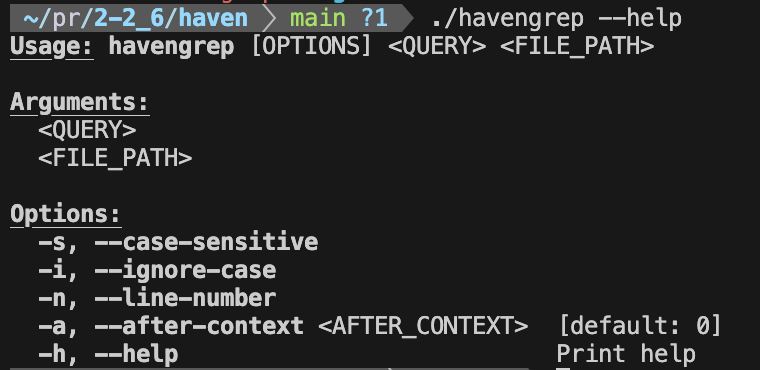 ~/pr/2-2_6/haven main ?1 ./havengrep --help
Usage: havengrep [OPTIONS] <QUERY> <FILE_PATH>
Arguments:
<QUERY>
<FILE_PATH>
Options:
-s, --case-sensitive
-i, --ignore-case
-n, --line-number
-a, --after-context <AFTER_CONTEXT> [default: 0]
-h, --help Print help